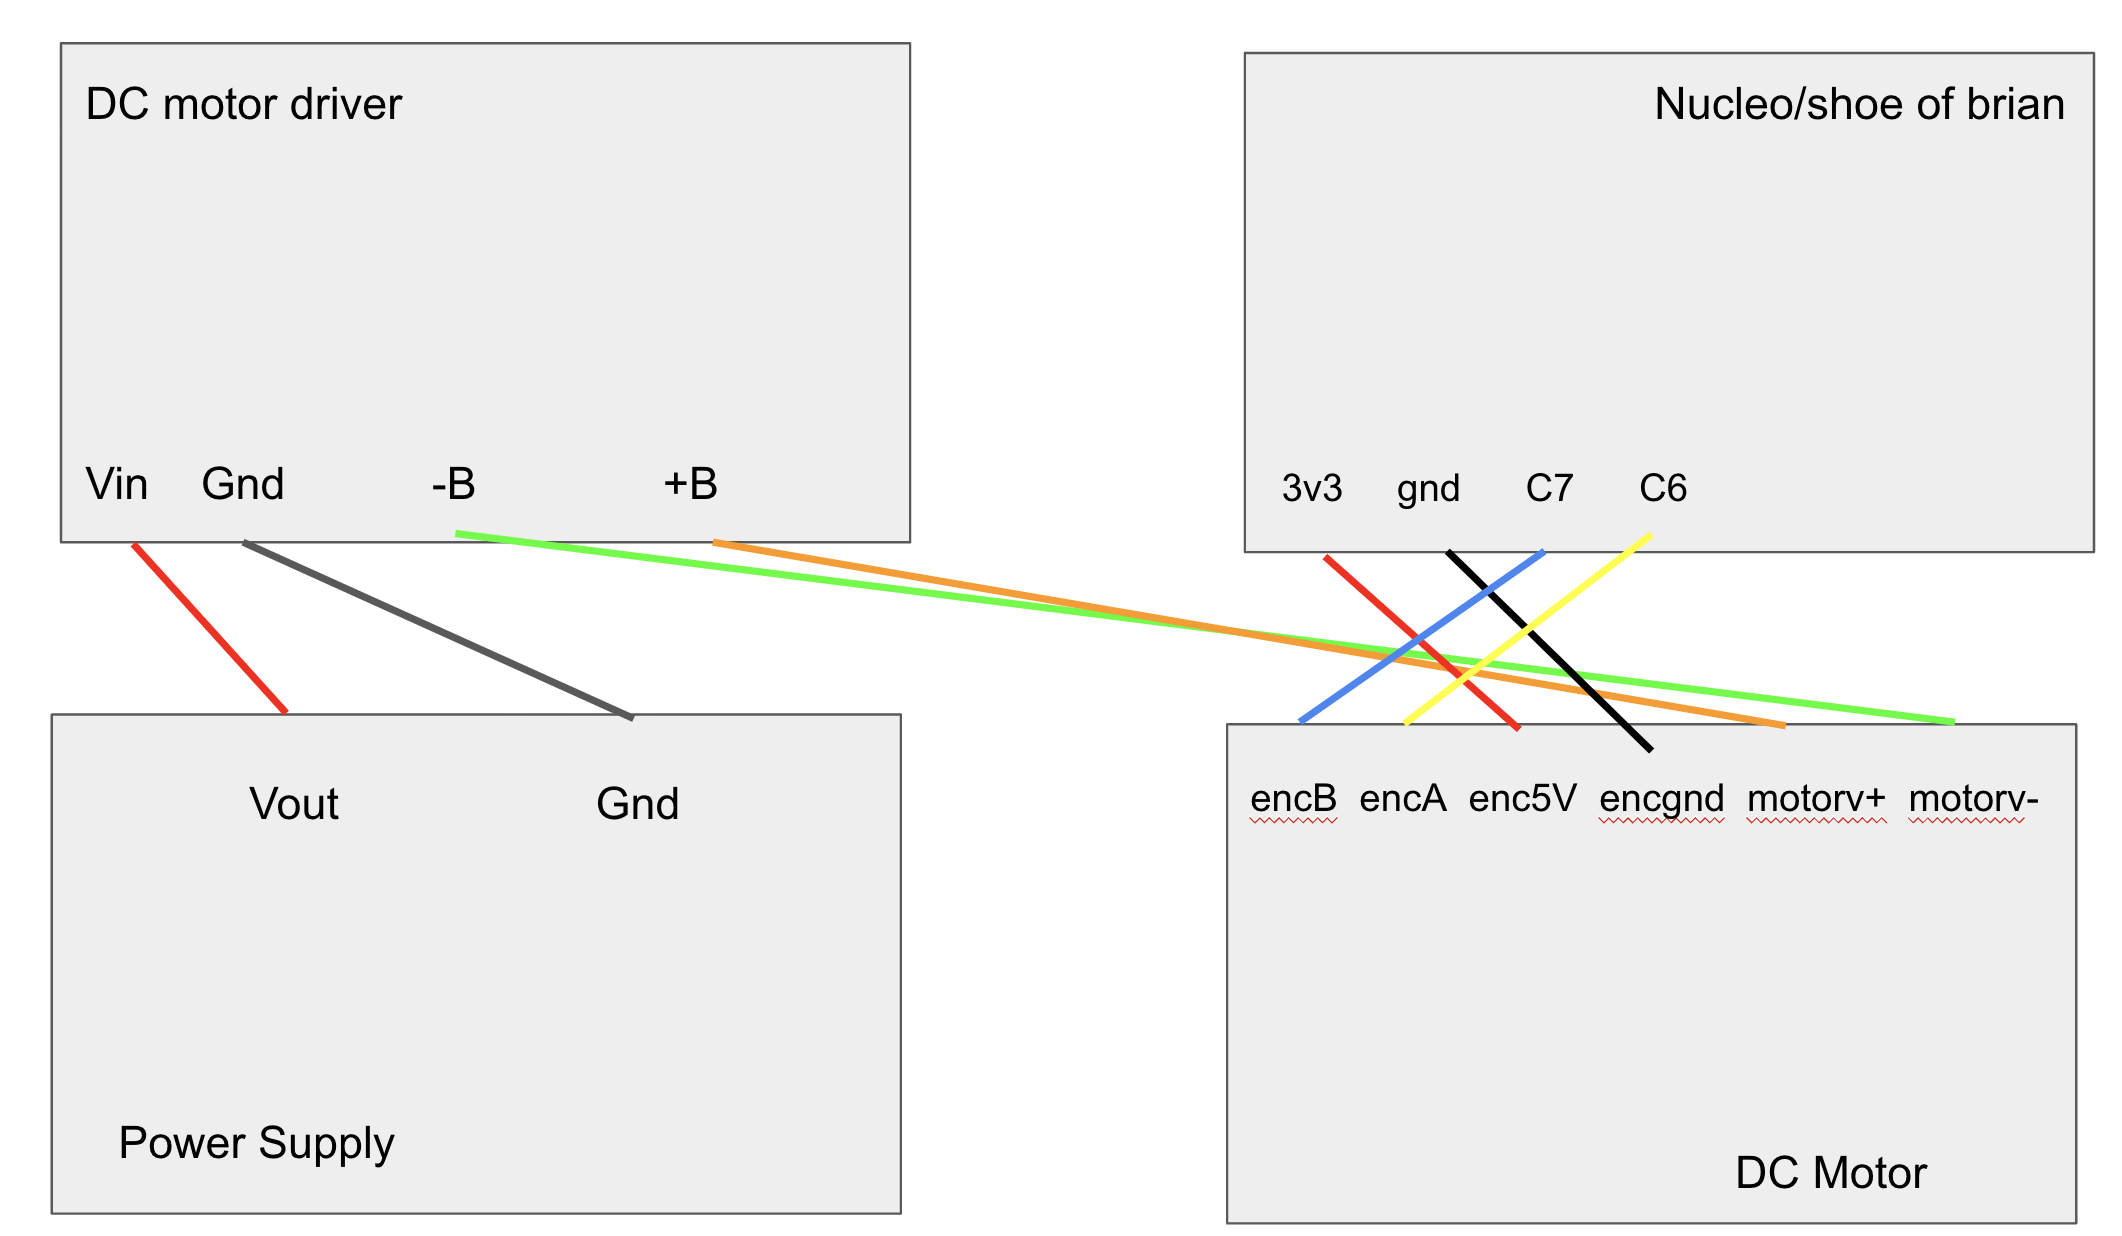 DC motor driver
Nucleo/shoe of brian
Vin Gnd -B +B
3v3 gnd C7 C6
Vout Gnd
encB encA enc5V encgnd motorv+ motorv-
Power Supply
DC Motor